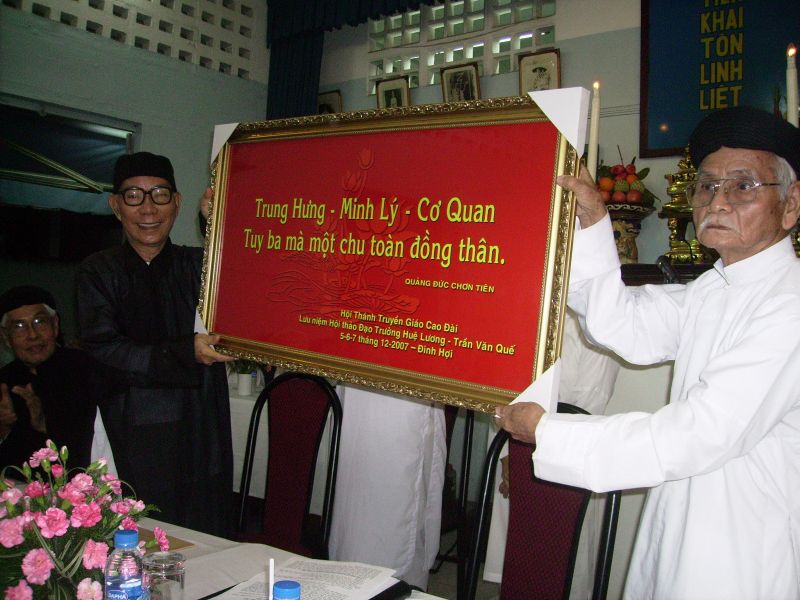 KHAI
TÔN
LINH
LIỆT
Trung Hưng - Minh Lý - Cơ Quan
Tuy ba mà một chu toàn đồng thân.
QUẢNG ĐỨC CHƠN TIÊN
Hội Thánh Truyền Giáo Cao Đài
Lưu niệm Hội thảo Đạo Trưởng Huệ Lương - Trần Văn Quế
5-6-7 tháng 12-2007 ~ Đinh Hợi